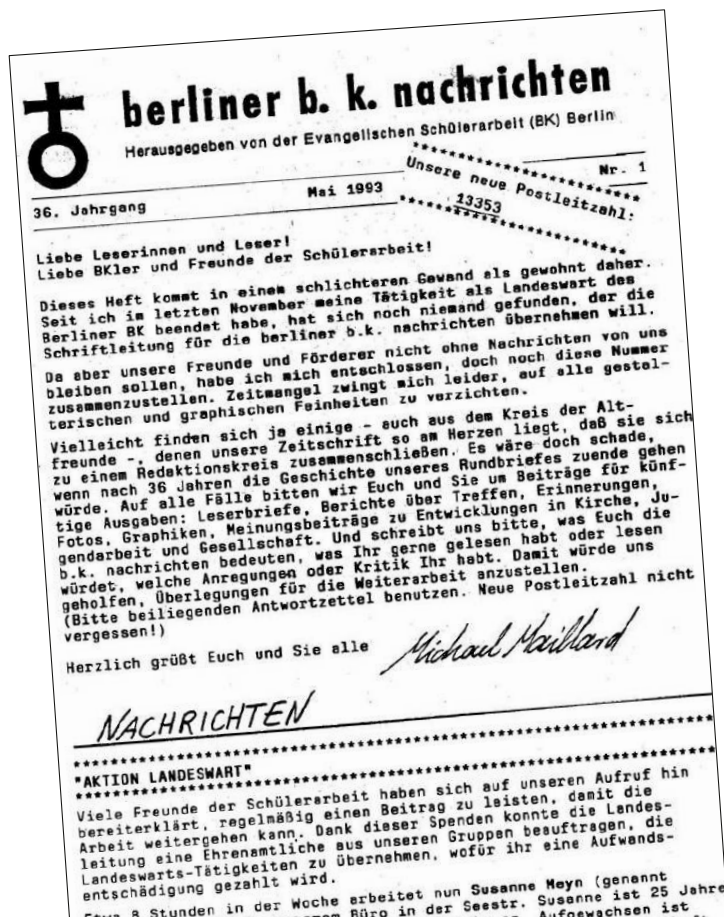 berliner b. k. nachrichten
Herausgegeben von der Evangelischen Schülerarbeit (BK) Berlin
36. Jahrgang
Mai 1993
Nr. 1
Unsere neue Postleitzahl:
13353
Liebe Leserinnen und Leser!
Liebe BKler und Freunde der Schülerarbeit!
Dieses Heft kommt in einem schlichteren Gewand als gewohnt daher.
Seit ich im letzten November meine Tätigkeit als Landeswart des
Berliner BK beendet habe, hat sich noch niemand gefunden, der die
Schriftleitung für die berliner b.k. nachrichten übernehmen will.
Da aber unsere Freunde und Förderer nicht ohne Nachrichten von uns
bleiben sollen, habe ich mich entschlossen, doch noch diese Nummer
zusammenzustellen. Zeitmangel zwingt mich leider, auf alle gestal-
terischen und graphischen Feinheiten zu verzichten.
Vielleicht finden sich ja einige - auch aus dem Kreis der Alt-
freunde -, denen unsere Zeitschrift so am Herzen liegt, daß sie sich
zu einem Redaktionskreis zusammenschließen. Es wäre doch schade,
wenn nach 36 Jahren die Geschichte unseres Rundbriefes zuende gehen
würde. Auf alle Fälle bitten wir Euch und Sie um Beiträge für künf-
tige Ausgaben: Leserbriefe, Berichte über Treffen, Erinnerungen,
Fotos, Graphiken, Meinungsbeiträge zu Entwicklungen in Kirche, Ju-
gendarbeit und Gesellschaft. Und schreibt uns bitte, was Euch die
b.k. nachrichten bedeuten, was Ihr gerne gelesen habt oder lesen
würdet, welche Anregungen oder Kritik Ihr habt. Damit würde uns
geholfen, Überlegungen für die Weiterarbeit anzustellen.
(Bitte beiliegenden Antwortzettel benutzen. Neue Postleitzahl nicht
vergessen!)
Herzlich grüßt Euch und Sie alle
Michael Maillard
NACHRICHTEN
"AKTION LANDESWART"
Viele Freunde der Schülerarbeit haben sich auf unseren Aufruf hin
bereiterklärt, regelmäßig einen Beitrag zu leisten, damit die
Arbeit weitergehen kann. Dank dieser Spenden konnte die Landes-
leitung eine Ehrenamtliche aus unseren Gruppen beauftragen, die
Landeswarts-Tätigkeiten zu übernehmen, wofür ihr eine Aufwands-
entschädigung gezahlt wird.
Etwa 8 Stunden in der Woche arbeitet nun Susanne Meyn (genannt
Büro in der Seestr. Susanne ist 25 Jahre
Aufgewachsen ist